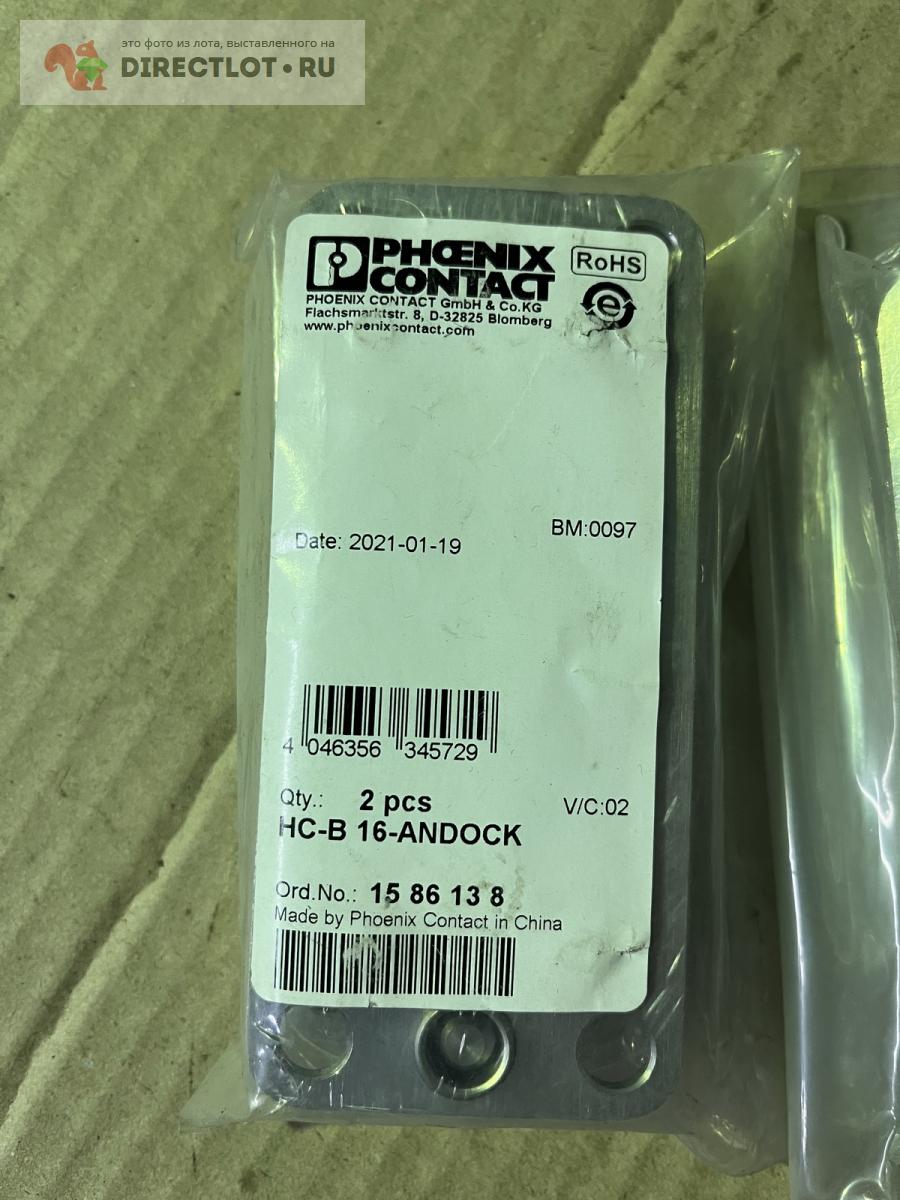 это фото из лота, выставленного на
DIRECTLOT•RU
PHŒNIX
CONTACT
RoHS
e
PHOENIX CONTACT GmbH & Co.KG
Flachsmarktstr. 8, D-32825 Blomberg
www.phoenixcontact.com
Date: 2021-01-19
BM:0097
4 046356 345729
Qty.: 2 pcs
V/C:02
HC-B 16-ANDOCK
Ord.No.: 15 86 13 8
Made by Phoenix Contact in China